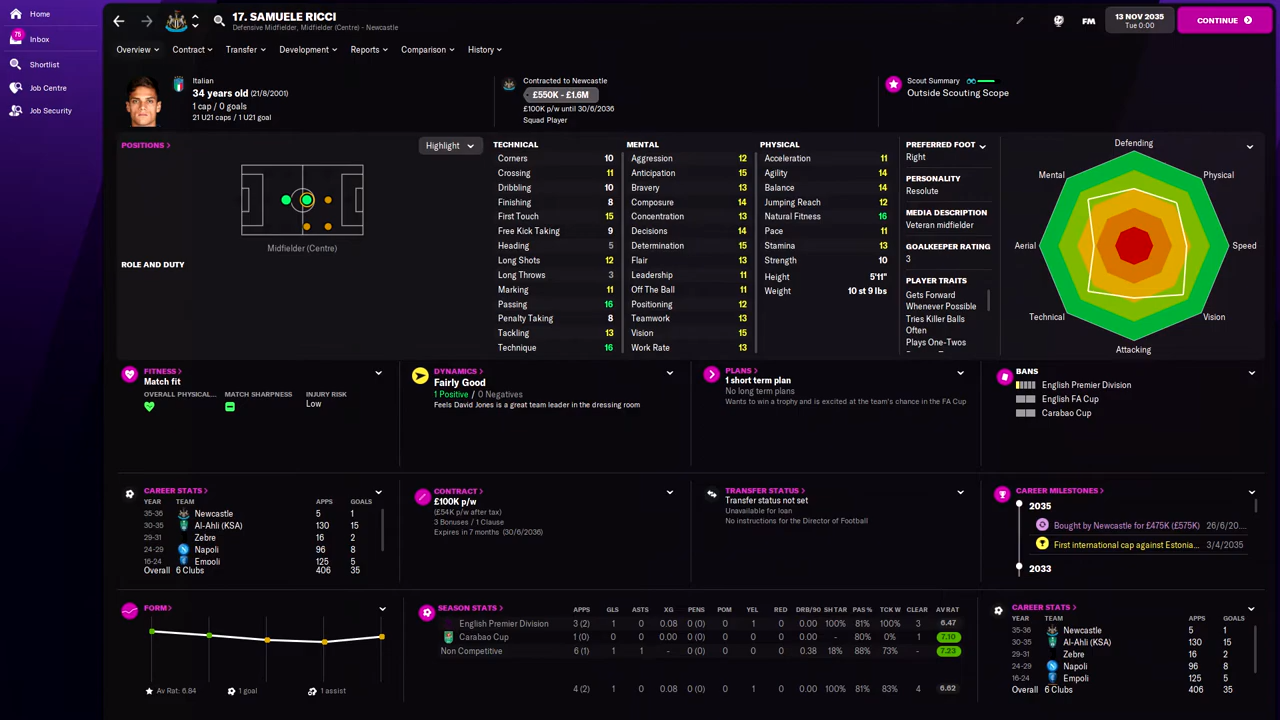 Home
75
Inbox
Shortlist
Job Centre
Job Security
17. SAMUELE RICCI
Defensive Midfielder, Midfielder (Centre) - Newcastle
FM
13 NOV 2035
Tue 0:00
CONTINUE
Overview
Contract
Transfer
Development
Reports
Comparison
History
Italian
34 years old (21/8/2001)
1 cap / 0 goals
21 U21 caps / 1 U21 goal
Contracted to Newcastle
£550K - £1.6M
£100K p/w until 30/6/2036
Squad Player
Scout Summary
Outside Scouting Scope
POSITIONS >
Highlight
Midfielder (Centre)
ROLE AND DUTY
TECHNICAL
Corners 10
Crossing 11
Dribbling 10
Finishing 8
First Touch 15
Free Kick Taking 9
Heading 5
Long Shots 12
Long Throws 3
Marking 11
Passing 16
Penalty Taking 8
Tackling 13
Technique 16
MENTAL
Aggression 12
Anticipation 15
Bravery 13
Composure 14
Concentration 13
Decisions 14
Determination 15
Flair 13
Leadership 11
Off The Ball 11
Positioning 12
Teamwork 13
Vision 15
Work Rate 13
PHYSICAL
Acceleration 11
Agility 14
Balance 14
Jumping Reach 12
Natural Fitness 16
Pace 11
Stamina 13
Strength 10
Height 5'11"
Weight 10 st 9 lbs
PREFERRED FOOT
Right
PERSONALITY
Resolute
MEDIA DESCRIPTION
Veteran midfielder
GOALKEEPER RATING
3
PLAYER TRAITS
Gets Forward
Whenever Possible
Tries Killer Balls
Often
Plays One-Twos
Defending
Mental Physical
Aerial Speed
Technical Vision
Attacking
FITNESS >
Match fit
OVERALL PHYSICAL... MATCH SHARPNESS INJURY RISK
Low
DYNAMICS >
Fairly Good
1 Positive / 0 Negatives
Feels David Jones is a great team leader in the dressing room
PLANS >
1 short term plan
No long term plans
Wants to win a trophy and is excited at the team's chance in the FA Cup
BANS
English Premier Division
English FA Cup
Carabao Cup
CAREER STATS >
YEAR TEAM APPS GOALS
35-36 Newcastle 5 1
30-35 Al-Ahli (KSA) 130 15
29-31 Zebre 16 2
24-29 Napoli 96 8
16-24 Empoli 125 5
Overall 6 Clubs 406 35
CONTRACT >
£100K p/w
(£54K p/w after tax)
3 Bonuses / 1 Clause
Expires in 7 months (30/6/2036)
TRANSFER STATUS >
Transfer status not set
Unavailable for loan
No instructions for the Director of Football
CAREER MILESTONES >
2035
Bought by Newcastle for £475K (£575K) 26/6/20...
First international cap against Estonia... 3/4/2035
2033
FORM >
Av Rat: 6.84
1 goal
1 assist
SEASON STATS >
APPS GLS ASTS XG PENS POM YEL RED DRB/90 SH TAR PAS % TCK W CLEAR AV RAT
English Premier Division 3 (2) 1 0 0.08 0 (0) 0 1 0 0.00 100% 81% 100% 3 6.47
Carabao Cup 1 (0) 0 0 0.00 0 (0) 0 0 0 0.00 - 80% 0% 1 7.10
Non Competitive 6 (1) 1 1 - 0 (0) 0 0 0 0.38 18% 88% 73% - 7.23
4 (2) 1 0 0.08 0 (0) 0 1 0 0.00 100% 81% 83% 4 6.62
CAREER STATS >
YEAR TEAM APPS GOALS
35-36 Newcastle 5 1
30-35 Al-Ahli (KSA) 130 15
29-31 Zebre 16 2
24-29 Napoli 96 8
16-24 Empoli 125 5
Overall 6 Clubs 406 35